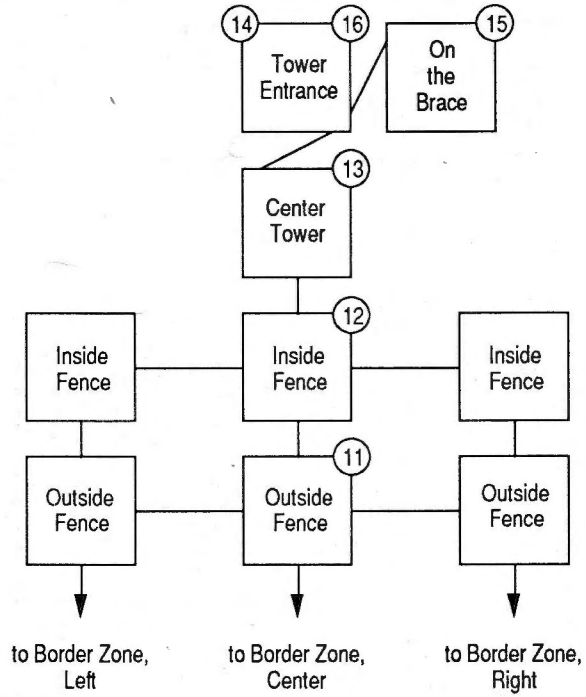 14
16
15
Tower
Entrance
On
the
Brace
13
Center
Tower
12
Inside
Fence
Inside
Fence
Inside
Fence
11
Outside
Fence
Outside
Fence
Outside
Fence
to Border Zone,
Left
to Border Zone,
Center
to Border Zone,
Right